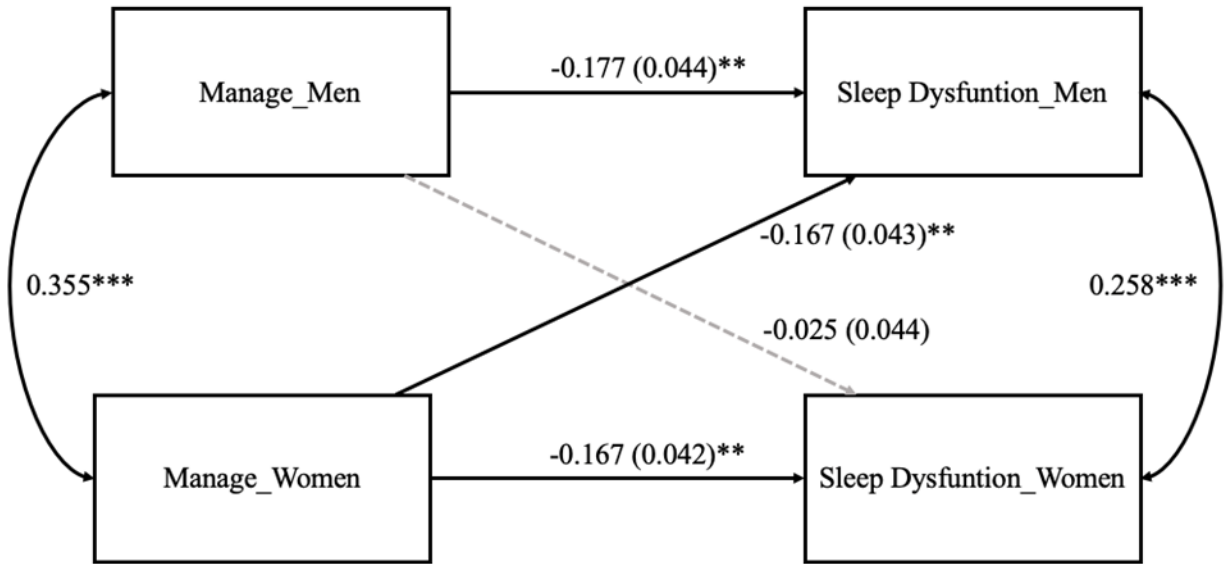 -0.177 (0.044)**
Manage_Men
Sleep Dysfuntion_Men
-0.167 (0.043)**
0.355***
0.258***
-0.025 (0.044)
-0.167 (0.042)**
Manage_Women
Sleep Dysfuntion_Women